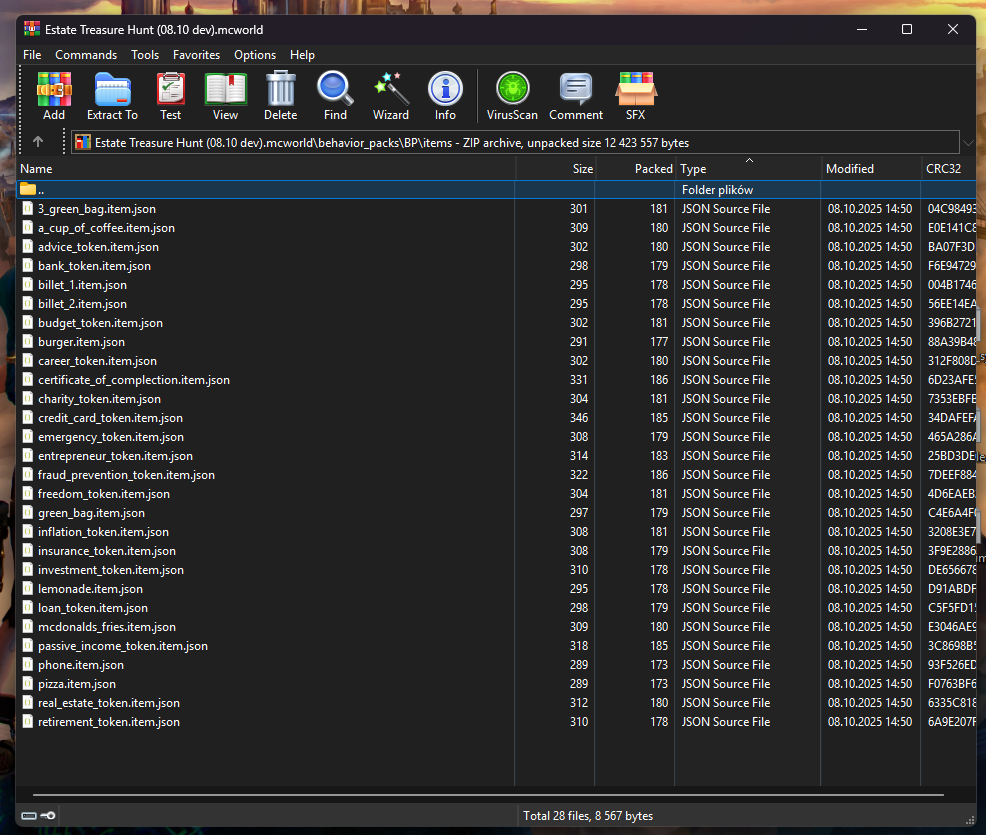 Estate Treasure Hunt (08.10 dev).mcworld
File Commands Tools Favorites Options Help
Add Extract To Test View Delete Find Wizard Info VirusScan Comment SFX
Estate Treasure Hunt (08.10 dev).mcworld\behavior_packs\BP\items - ZIP archive, unpacked size 12 423 557 bytes
Name Size Packed Type Modified CRC32
.. Folder plików
3_green_bag.item.json 301 181 JSON Source File 08.10.2025 14:50 04C98493
a_cup_of_coffee.item.json 309 180 JSON Source File 08.10.2025 14:50 E0E141C8
advice_token.item.json 302 180 JSON Source File 08.10.2025 14:50 BA07F3D
bank_token.item.json 298 179 JSON Source File 08.10.2025 14:50 F6E94729
billet_1.item.json 295 178 JSON Source File 08.10.2025 14:50 004B1746
billet_2.item.json 295 178 JSON Source File 08.10.2025 14:50 56EE14EA
budget_token.item.json 302 181 JSON Source File 08.10.2025 14:50 396B2721
burger.item.json 291 177 JSON Source File 08.10.2025 14:50 88A39B48
career_token.item.json 302 180 JSON Source File 08.10.2025 14:50 312F808D
certificate_of_complection.item.json 331 186 JSON Source File 08.10.2025 14:50 6D23AFE
charity_token.item.json 304 181 JSON Source File 08.10.2025 14:50 7353EBFE
credit_card_token.item.json 346 185 JSON Source File 08.10.2025 14:50 34DAFEFA
emergency_token.item.json 308 179 JSON Source File 08.10.2025 14:50 465A286A
entrepreneur_token.item.json 314 183 JSON Source File 08.10.2025 14:50 25BD3DE
fraud_prevention_token.item.json 322 186 JSON Source File 08.10.2025 14:50 7DEEF884
freedom_token.item.json 304 181 JSON Source File 08.10.2025 14:50 4D6EAEB
green_bag.item.json 297 179 JSON Source File 08.10.2025 14:50 C4E6A4F
inflation_token.item.json 308 181 JSON Source File 08.10.2025 14:50 3208E3E7
insurance_token.item.json 308 179 JSON Source File 08.10.2025 14:50 3F9E2886
investment_token.item.json 310 178 JSON Source File 08.10.2025 14:50 DE656678
lemonade.item.json 295 178 JSON Source File 08.10.2025 14:50 D91ABDF
loan_token.item.json 298 179 JSON Source File 08.10.2025 14:50 C5F5FD1
mcdonalds_fries.item.json 309 180 JSON Source File 08.10.2025 14:50 E3046AE9
passive_income_token.item.json 318 185 JSON Source File 08.10.2025 14:50 3C8698B5
phone.item.json 289 173 JSON Source File 08.10.2025 14:50 93F526ED
pizza.item.json 289 173 JSON Source File 08.10.2025 14:50 F0763BF6
real_estate_token.item.json 312 180 JSON Source File 08.10.2025 14:50 6335C818
retirement_token.item.json 310 178 JSON Source File 08.10.2025 14:50 6A9E207F
Total 28 files, 8 567 bytes